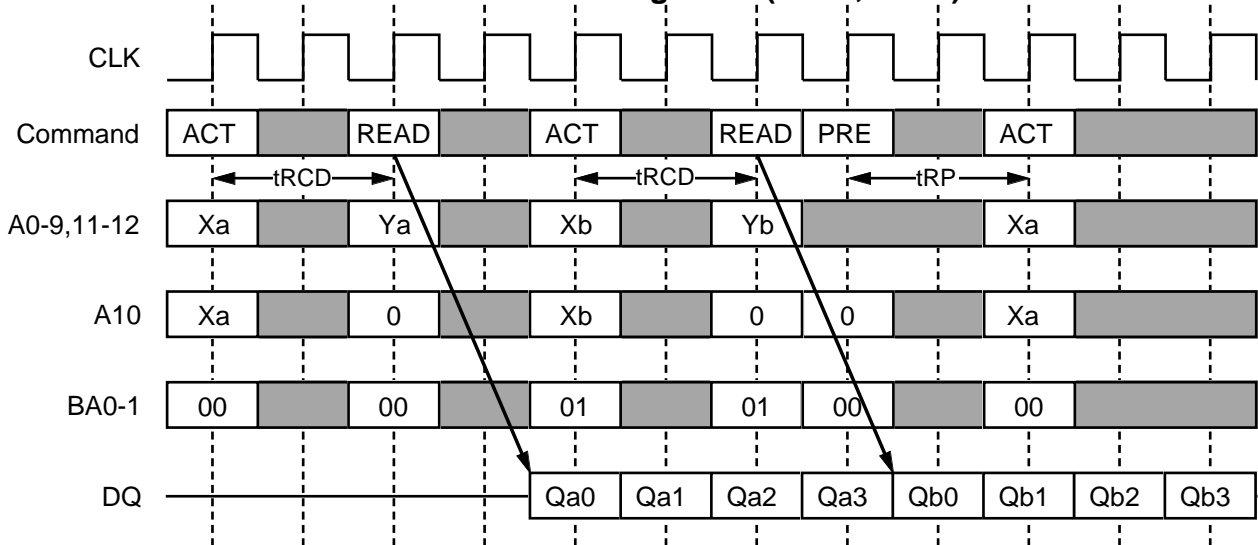 CLK
Command ACT READ ACT READ PRE ACT
tRCD tRCD tRP
A0-9,11-12 Xa Ya Xb Yb Xa
A10 Xa 0 Xb 0 0 Xa
BA0-1 00 00 01 01 00 00
DQ Qa0 Qa1 Qa2 Qa3 Qb0 Qb1 Qb2 Qb3